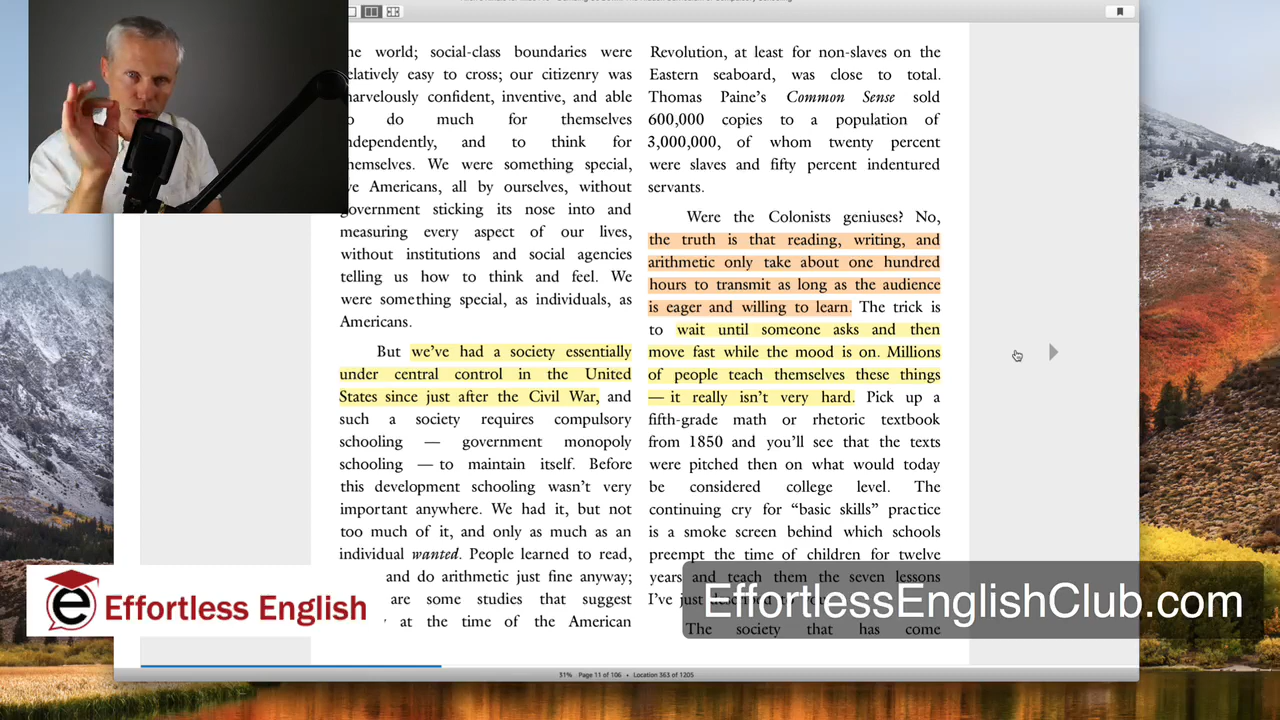 he world; social-class boundaries were
elatively easy to cross; our citizenry was
marvelously confident, inventive, and able
do much for themselves
ndependently, and to think for
hemselves. We were something special,
Americans, all by ourselves, without
government sticking its nose into and
measuring every aspect of our lives,
without institutions and social agencies
telling us how to think and feel. We
were something special, as individuals, as
Americans.
But we've had a society essentially
under central control in the United
States since just after the Civil War, and
such a society requires compulsory
schooling — government monopoly
schooling — to maintain itself. Before
this development schooling wasn't very
important anywhere. We had it, but not
too much of it, and only as much as an
individual wanted. People learned to read,
and do arithmetic just fine anyway;
are some studies that suggest
at the time of the American
Revolution, at least for non-slaves on the
Eastern seaboard, was close to total.
Thomas Paine's Common Sense sold
600,000 copies to a population of
3,000,000, of whom twenty percent
were slaves and fifty percent indentured
servants.
Were the Colonists geniuses? No,
the truth is that reading, writing, and
arithmetic only take about one hundred
hours to transmit as long as the audience
is eager and willing to learn. The trick is
to wait until someone asks and then
move fast while the mood is on. Millions
of people teach themselves these things
— it really isn't very hard. Pick up a
fifth-grade math or rhetoric textbook
from 1850 and you'll see that the texts
were pitched then on what would today
be considered college level. The
continuing cry for "basic skills" practice
is a smoke screen behind which schools
preempt the time of children for twelve
years and teach them the seven lessons
I've just
The society that has come
e Effortless English
EffortlessEnglishClub.com
31% Page 11 of 106 • Location 363 of 1205